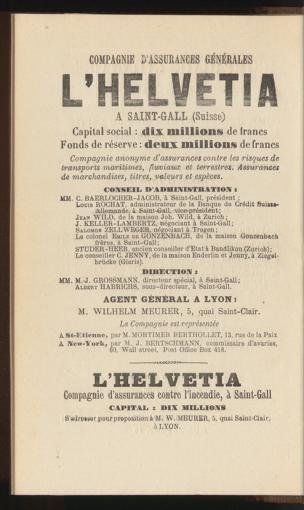 COMPAGNIE D'ASSURANCES GÉNÉRALES
L'HELVETIA
A SAINT-GALL (Suisse)
Capital social : dix millions de francs
Fonds de réserve : deux millions de francs
Compagnie anonyme d'assurances contre les risques de
transports maritimes, fluviaux et terrestres. Assurances
de marchandises, titres, valeurs et espèces.
CONSEIL D'ADMINISTRATION :
MM. C. BAERLOCHER-JACOB, à Saint-Gall, président ;
LOUIS ROCHAT, administrateur de la Banque de Crédit Suisse-
Allemande, à Saint-Gall, vice-président ;
JEAN WILD, de la maison Job. Wild, à Zurich ;
J. KELLER-LAMBERTZ, négociant à Saint-Gall ;
SALOMON ZELLWEGER, négociant à Trogen ;
Le colonel EMILE DE GONZENBACH, de la maison Gonzenbach
frères, à Saint-Gall ;
STUDER-HEER, ancien conseiller d'Etat à Bandlikon (Zurich) ;
Le conseiller C. JENNY, de la maison Enderlin et Jenny, à Ziegel-
brücke (Glaris).
DIRECTION :
MM. M.-J. GROSSMANN, directeur spécial, à Saint-Gall ;
ALBERT HABRICHS, sous-directeur, à Saint-Gall.
AGENT GÉNÉRAL A LYON :
M. WILHELM MEURER, 5, quai Saint-Clair.
La Compagnie est représentée
A St-Etienne, par M. MORTIMER BERTHOLLET, 13, rue de la Paix
A New-York, par M. J. BERTSCHMANN, commissaire d'avaries,
60, Wall street, Post Office Box 418.
L'HELVETIA
Compagnie d'assurances contre l'incendie, à Saint-Gall
CAPITAL : DIX MILLIONS
S'adresser pour proposition à M. W. MEURER, 5, quai Saint-Clair,
à LYON.